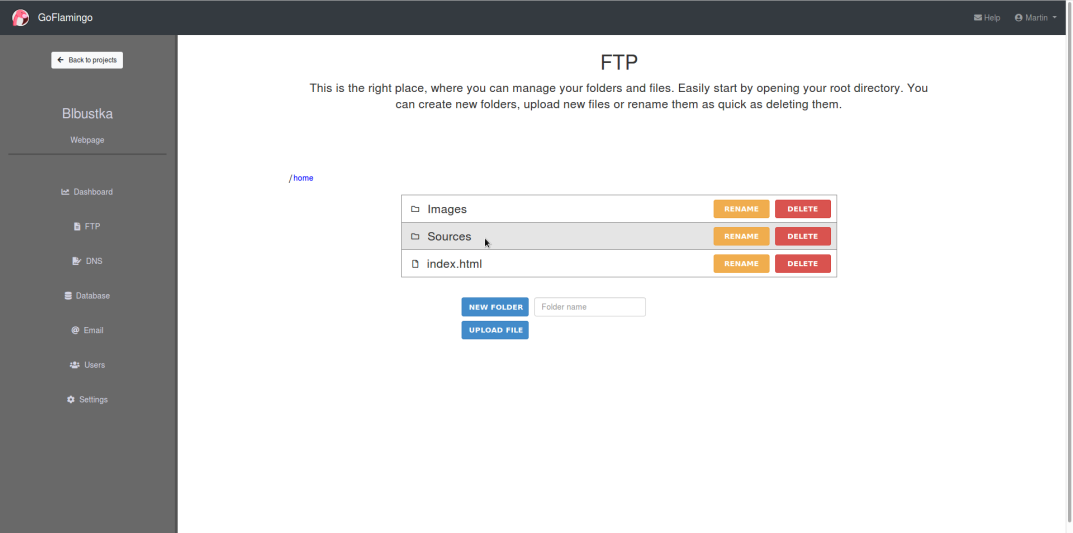 GoFlamingo
Help
Martin
Back to projects
Blbustka
Webpage
Dashboard
FTP
DNS
Database
Email
Users
Settings
FTP
This is the right place, where you can manage your folders and files. Easily start by opening your root directory. You
can create new folders, upload new files or rename them as quick as deleting them.
/home
Images RENAME DELETE
Sources RENAME DELETE
index.html RENAME DELETE
NEW FOLDER Folder name
UPLOAD FILE